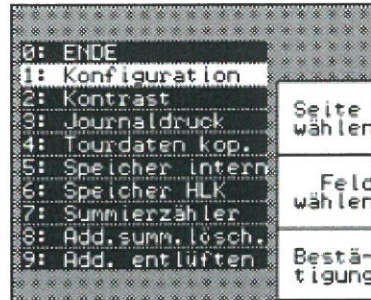 0: ENDE
1: Konfiguration
2: Kontrast
3: Journaldruck
4: Tourdaten kop.
5: Speicher intern
6: Speicher HLK
7: Summierzähler
8: Add.summ.lösch.
9: Add. entlüften
Seite
wählen
Feld
wählen
Bestä-
tigung